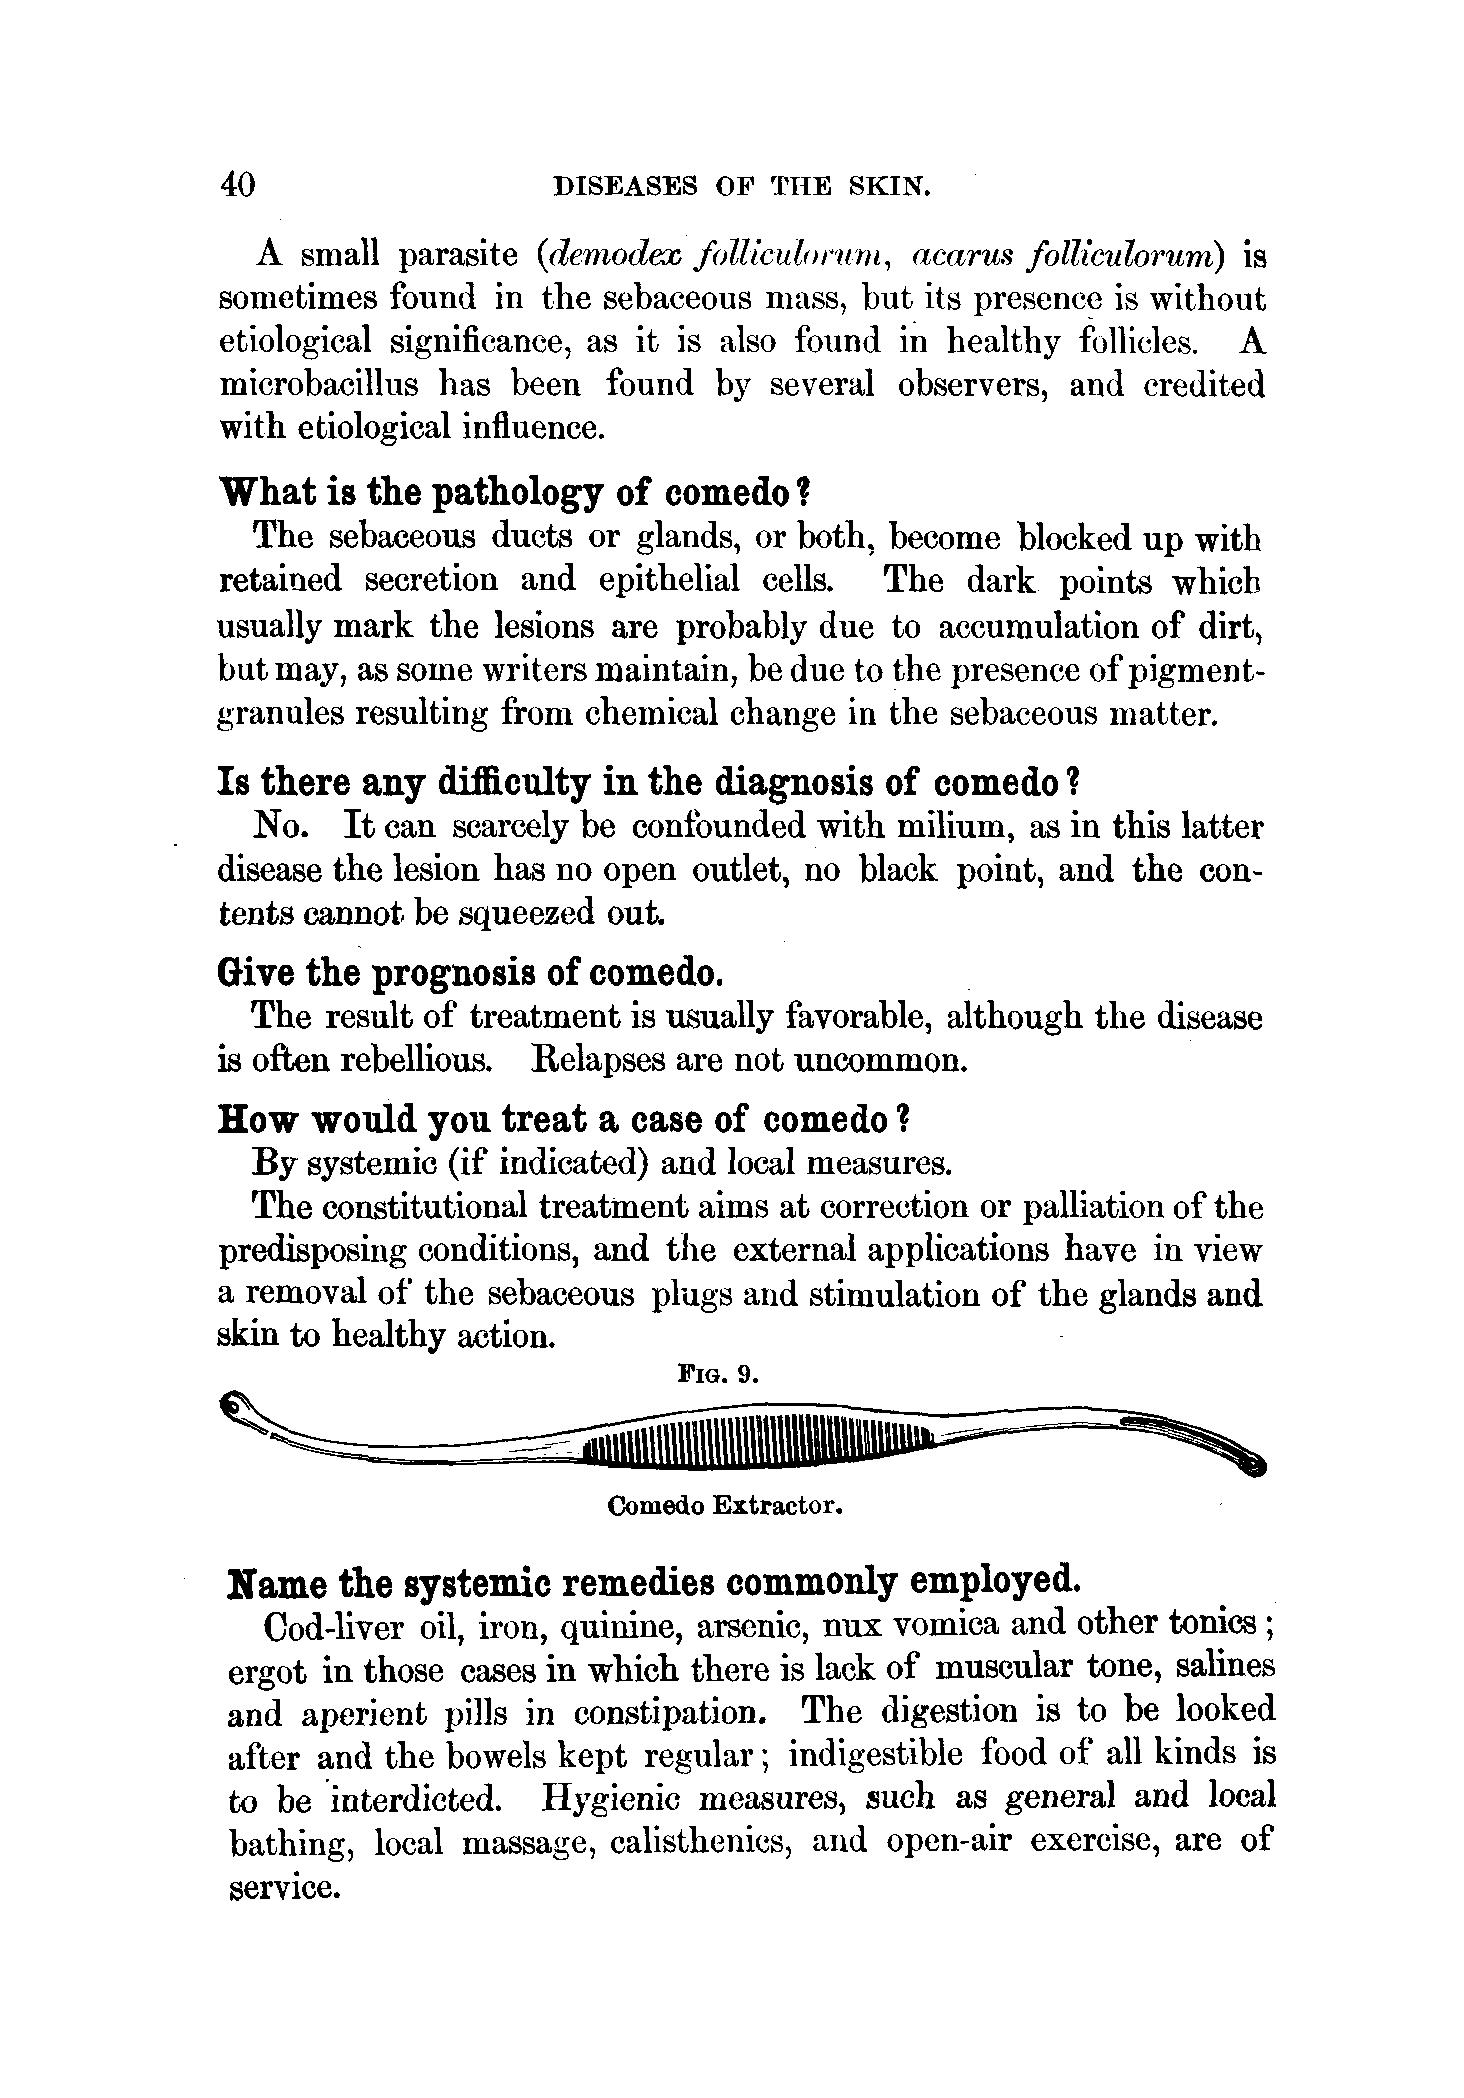 40 DISEASES OF THE SKIN.
A small parasite (demodex folliculorum, acarus folliculorum) is
sometimes found in the sebaceous mass, but its presence is without
etiological significance, as it is also found in healthy follicles. A
microbacillus has been found by several observers, and credited
with etiological influence.
What is the pathology of comedo?
The sebaceous ducts or glands, or both, become blocked up with
retained secretion and epithelial cells. The dark points which
usually mark the lesions are probably due to accumulation of dirt,
but may, as some writers maintain, be due to the presence of pigment-
granules resulting from chemical change in the sebaceous matter.
Is there any difficulty in the diagnosis of comedo?
No. It can scarcely be confounded with milium, as in this latter
disease the lesion has no open outlet, no black point, and the con-
tents cannot be squeezed out.
Give the prognosis of comedo.
The result of treatment is usually favorable, although the disease
is often rebellious. Relapses are not uncommon.
How would you treat a case of comedo?
By systemic (if indicated) and local measures.
The constitutional treatment aims at correction or palliation of the
predisposing conditions, and the external applications have in view
a removal of the sebaceous plugs and stimulation of the glands and
skin to healthy action.
FIG. 9.
Comedo Extractor.
Name the systemic remedies commonly employed.
Cod-liver oil, iron, quinine, arsenic, nux vomica and other tonics;
ergot in those cases in which there is lack of muscular tone, salines
and aperient pills in constipation. The digestion is to be looked
after and the bowels kept regular; indigestible food of all kinds is
to be interdicted. Hygienic measures, such as general and local
bathing, local massage, calisthenics, and open-air exercise, are of
service.